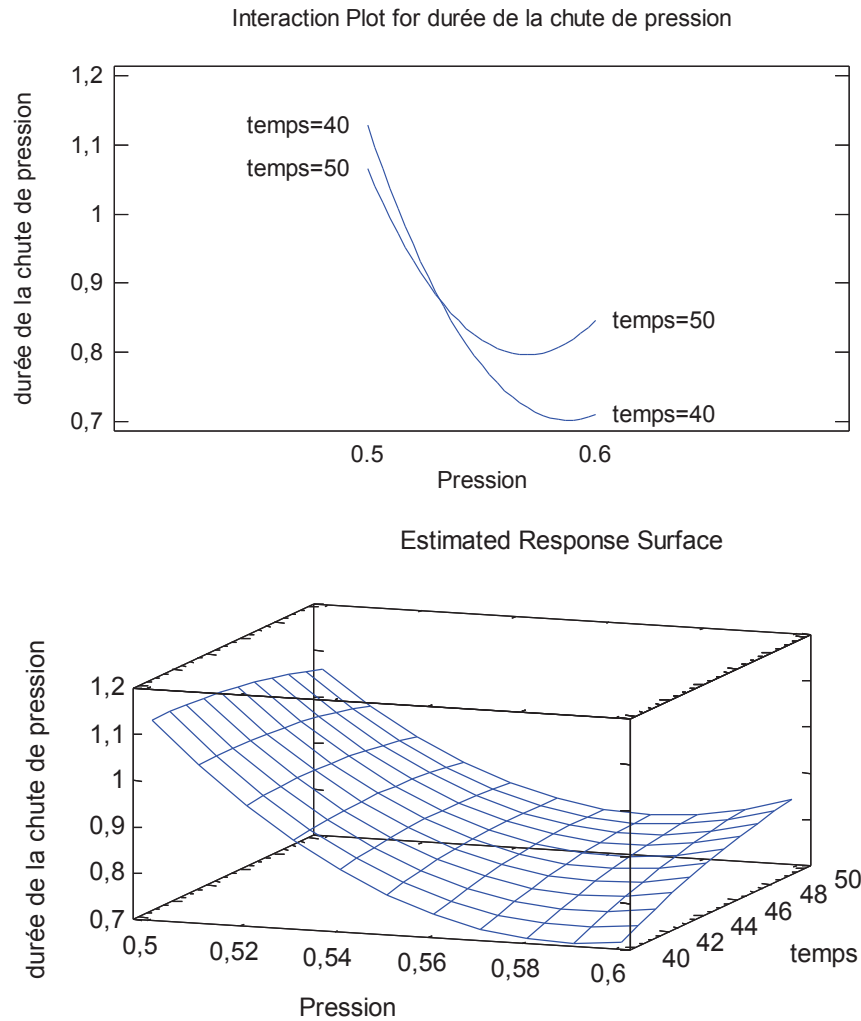 Interaction Plot for durée de la chute de pression
durée de la chute de pression
1,2
1,1
1
0,9
0,8
0,7
temps=40
temps=50
temps=50
temps=40
0.5
0.6
Pression
Estimated Response Surface
durée de la chute de pression
1,2
1,1
1
0,9
0,8
0,7
0,5
0,52
0,54
0,56
0,58
0,6
Pression
40
42
44
46
48
50
temps